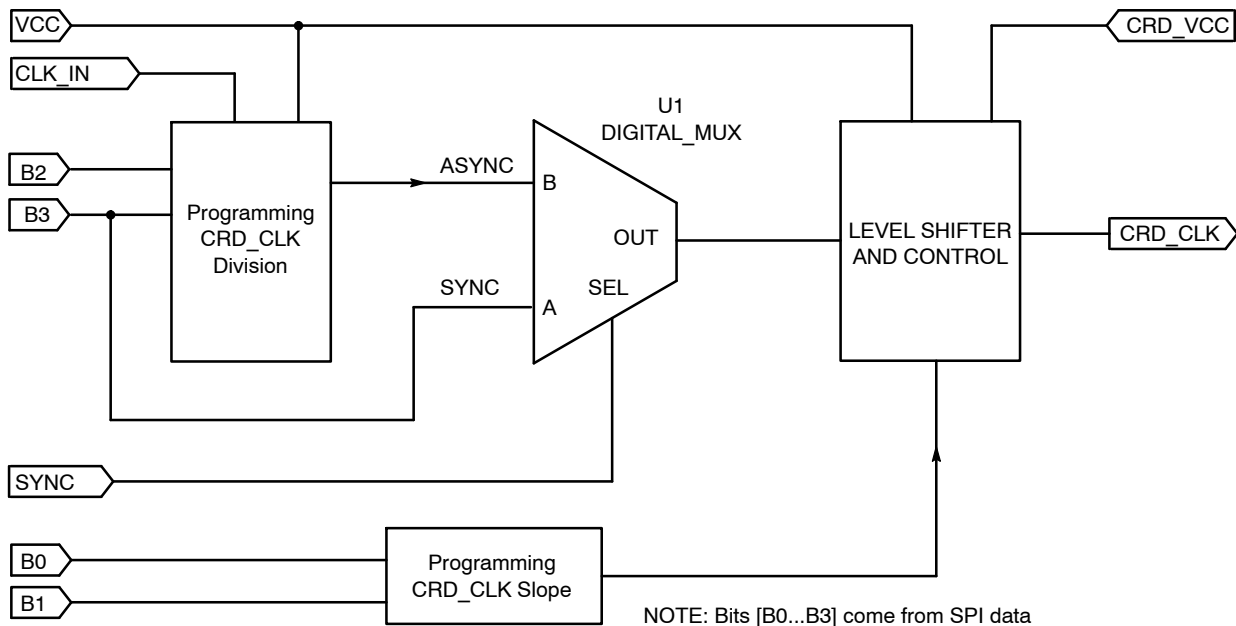 VCC
CRD_VCC
CLK_IN
U1
DIGITAL_MUX
B2
B3
ASYNC
B
Programming
CRD_CLK
Division
OUT
LEVEL SHIFTER
AND CONTROL
CRD_CLK
SYNC
A
SEL
SYNC
B0
B1
Programming
CRD_CLK Slope
NOTE: Bits [B0...B3] come from SPI data